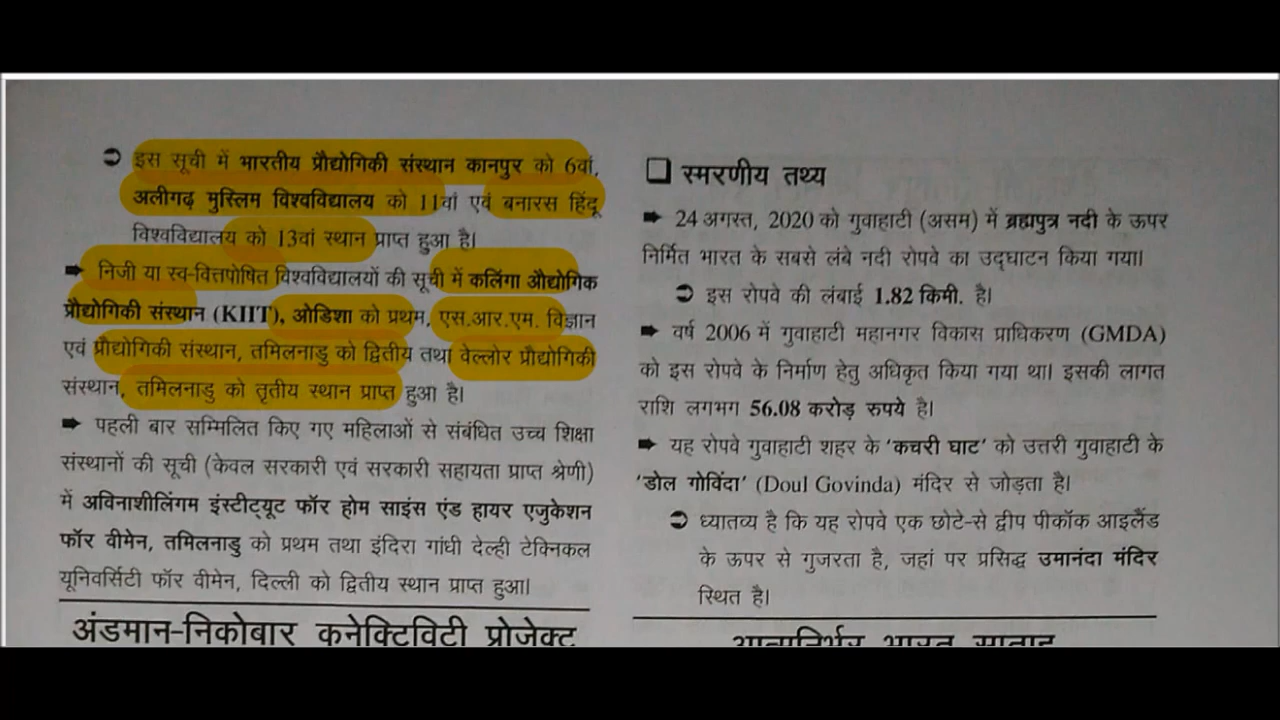 ➲ इस सूची में भारतीय प्रौद्योगिकी संस्थान कानपुर को 6वां,
अलीगढ़ मुस्लिम विश्वविद्यालय को 11वां एवं बनारस हिंदू
विश्वविद्यालय को 13वां स्थान प्राप्त हुआ है।
➨ निजी या स्व-वित्तपोषित विश्वविद्यालयों की सूची में कलिंगा औद्योगिक
प्रौद्योगिकी संस्थान (KIIT), ओडिशा को प्रथम, एस.आर.एम. विज्ञान
एवं प्रौद्योगिकी संस्थान, तमिलनाडु को द्वितीय तथा वेल्लोर प्रौद्योगिकी
संस्थान, तमिलनाडु को तृतीय स्थान प्राप्त हुआ है।
➨ पहली बार सम्मिलित किए गए महिलाओं से संबंधित उच्च शिक्षा
संस्थानों की सूची (केवल सरकारी एवं सरकारी सहायता प्राप्त श्रेणी)
में अविनाशीलिंगम इंस्टीट्यूट फॉर होम साइंस एंड हायर एजुकेशन
फॉर वीमेन, तमिलनाडु को प्रथम तथा इंदिरा गांधी देल्ही टेक्निकल
यूनिवर्सिटी फॉर वीमेन, दिल्ली को द्वितीय स्थान प्राप्त हुआ।
अंडमान-निकोबार कनेक्टिविटी प्रोजेक्ट
❑ स्मरणीय तथ्य
➨ 24 अगस्त, 2020 को गुवाहाटी (असम) में ब्रह्मपुत्र नदी के ऊपर
निर्मित भारत के सबसे लंबे नदी रोपवे का उद्घाटन किया गया।
➲ इस रोपवे की लंबाई 1.82 किमी. है।
➨ वर्ष 2006 में गुवाहाटी महानगर विकास प्राधिकरण (GMDA)
को इस रोपवे के निर्माण हेतु अधिकृत किया गया था। इसकी लागत
राशि लगभग 56.08 करोड़ रुपये है।
➨ यह रोपवे गुवाहाटी शहर के 'कचरी घाट' को उत्तरी गुवाहाटी के
'डोल गोविंदा' (Doul Govinda) मंदिर से जोड़ता है।
➲ ध्यातव्य है कि यह रोपवे एक छोटे-से द्वीप पीकॉक आइलैंड
के ऊपर से गुजरता है, जहां पर प्रसिद्ध उमानंदा मंदिर
स्थित है।
आत्मनिर्भर भारत